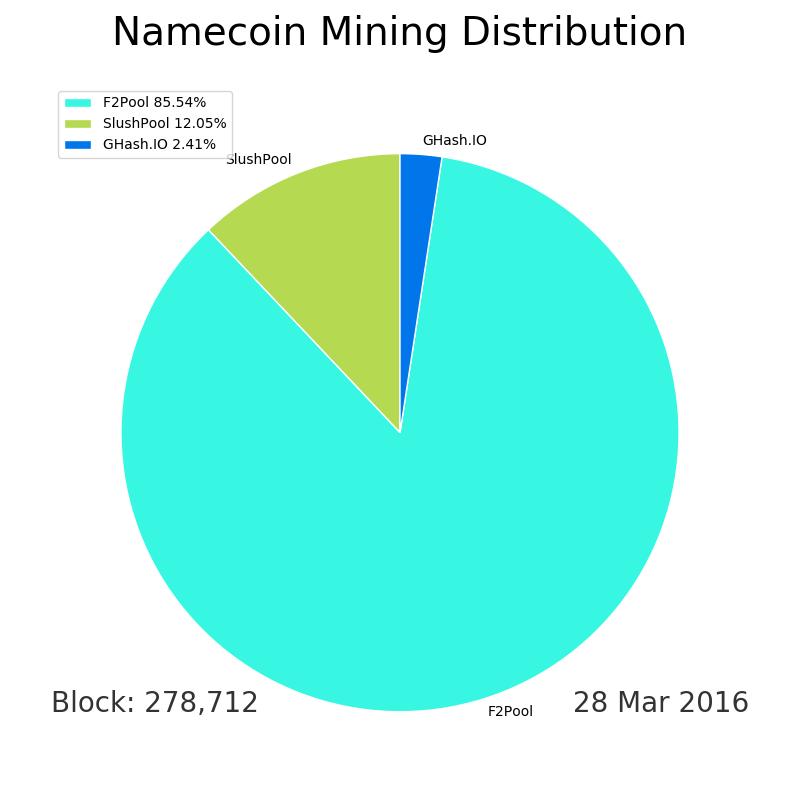 Namecoin Mining Distribution
F2Pool 85.54%
SlushPool 12.05%
GHash.IO 2.41%
GHash.IO
SlushPool
Block: 278,712
28 Mar 2016
F2Pool